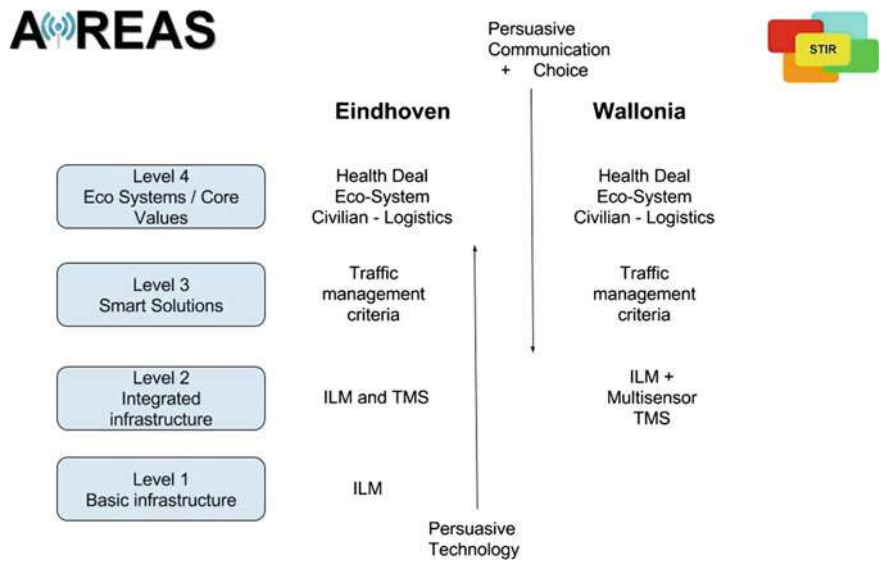 AiREAS
Persuasive
Communication
+ Choice
STIR
Eindhoven
Wallonia
Level 4
Eco Systems / Core
Values
Health Deal
Eco-System
Civilian - Logistics
Health Deal
Eco-System
Civilian - Logistics
Level 3
Smart Solutions
Traffic
management
criteria
Traffic
management
criteria
Level 2
Integrated
infrastructure
ILM and TMS
ILM +
Multisensor
TMS
Level 1
Basic infrastructure
ILM
Persuasive
Technology